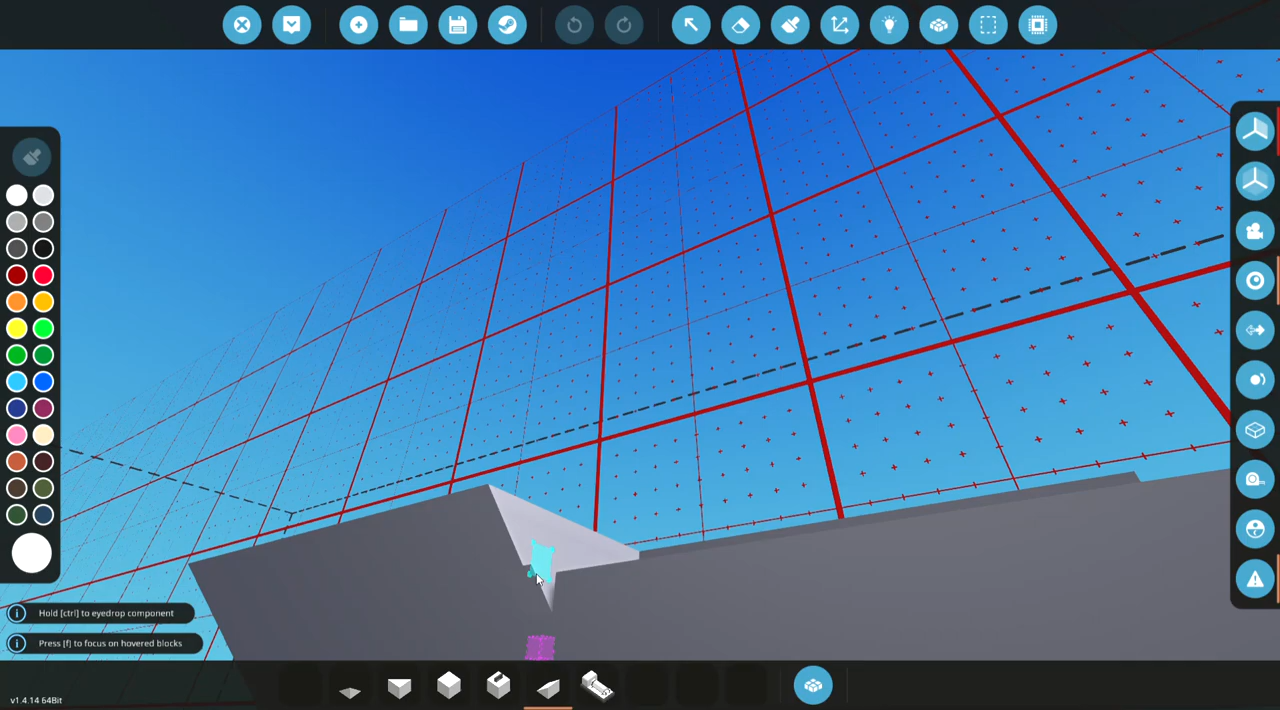 Hold [ctrl] to eyedrop component
Press [f] to focus on hovered blocks
v1.4.14 64Bit